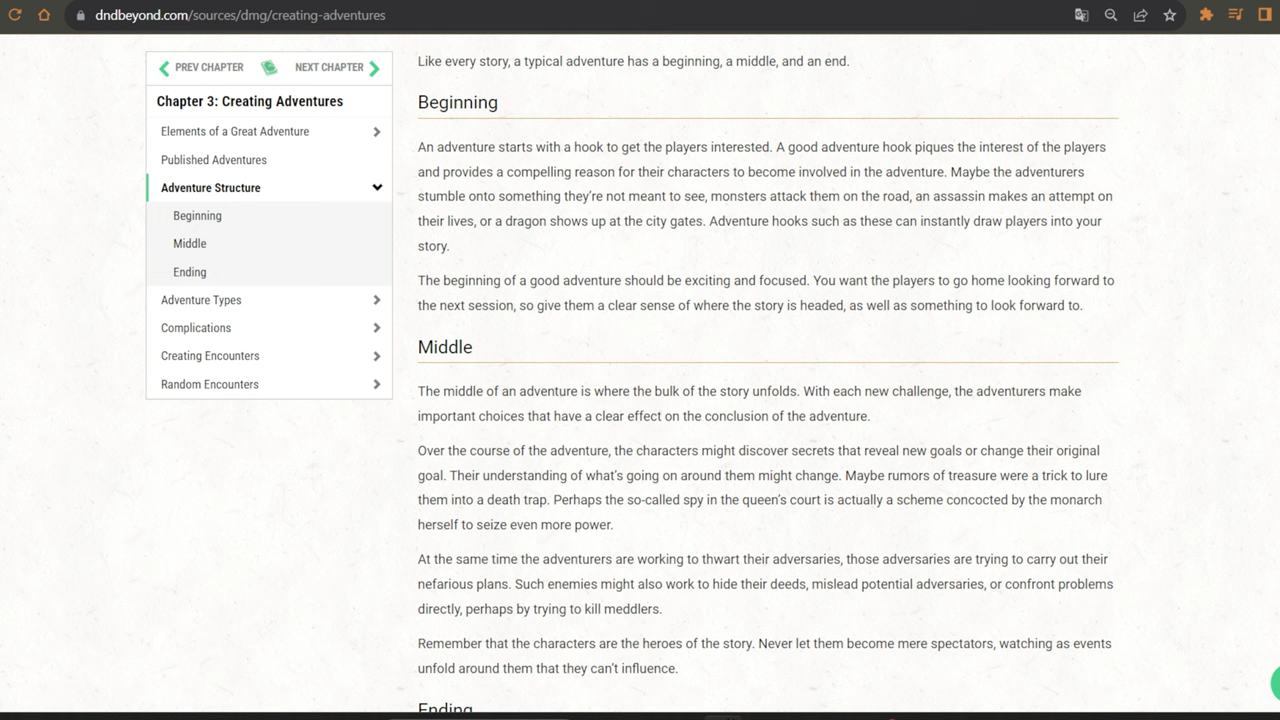 dndbeyond.com/sources/dmg/creating-adventures
PREV CHAPTER
NEXT CHAPTER
Chapter 3: Creating Adventures
Elements of a Great Adventure
Published Adventures
Adventure Structure
Beginning
Middle
Ending
Adventure Types
Complications
Creating Encounters
Random Encounters
Like every story, a typical adventure has a beginning, a middle, and an end.
Beginning
An adventure starts with a hook to get the players interested. A good adventure hook piques the interest of the players
and provides a compelling reason for their characters to become involved in the adventure. Maybe the adventurers
stumble onto something they’re not meant to see, monsters attack them on the road, an assassin makes an attempt on
their lives, or a dragon shows up at the city gates. Adventure hooks such as these can instantly draw players into your
story.
The beginning of a good adventure should be exciting and focused. You want the players to go home looking forward to
the next session, so give them a clear sense of where the story is headed, as well as something to look forward to.
Middle
The middle of an adventure is where the bulk of the story unfolds. With each new challenge, the adventurers make
important choices that have a clear effect on the conclusion of the adventure.
Over the course of the adventure, the characters might discover secrets that reveal new goals or change their original
goal. Their understanding of what’s going on around them might change. Maybe rumors of treasure were a trick to lure
them into a death trap. Perhaps the so-called spy in the queen’s court is actually a scheme concocted by the monarch
herself to seize even more power.
At the same time the adventurers are working to thwart their adversaries, those adversaries are trying to carry out their
nefarious plans. Such enemies might also work to hide their deeds, mislead potential adversaries, or confront problems
directly, perhaps by trying to kill meddlers.
Remember that the characters are the heroes of the story. Never let them become mere spectators, watching as events
unfold around them that they can’t influence.
Ending